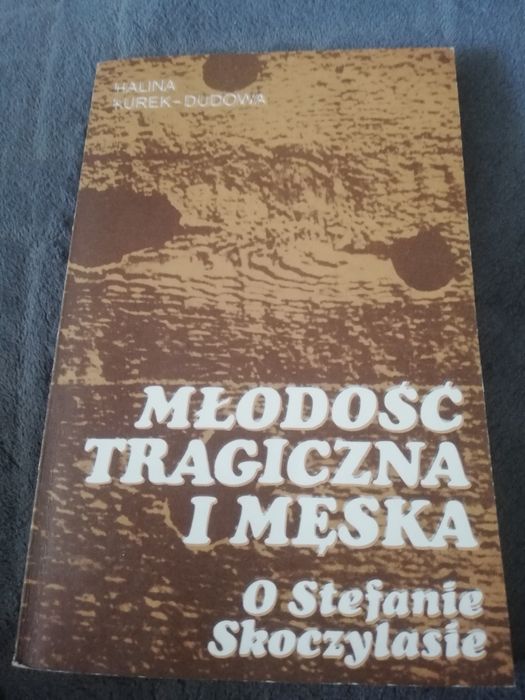 HALINA
KUREK-DUDOWA
MŁODOŚĆ
TRAGICZNA
I MĘSKA
O Stefanie
Skoczylasie